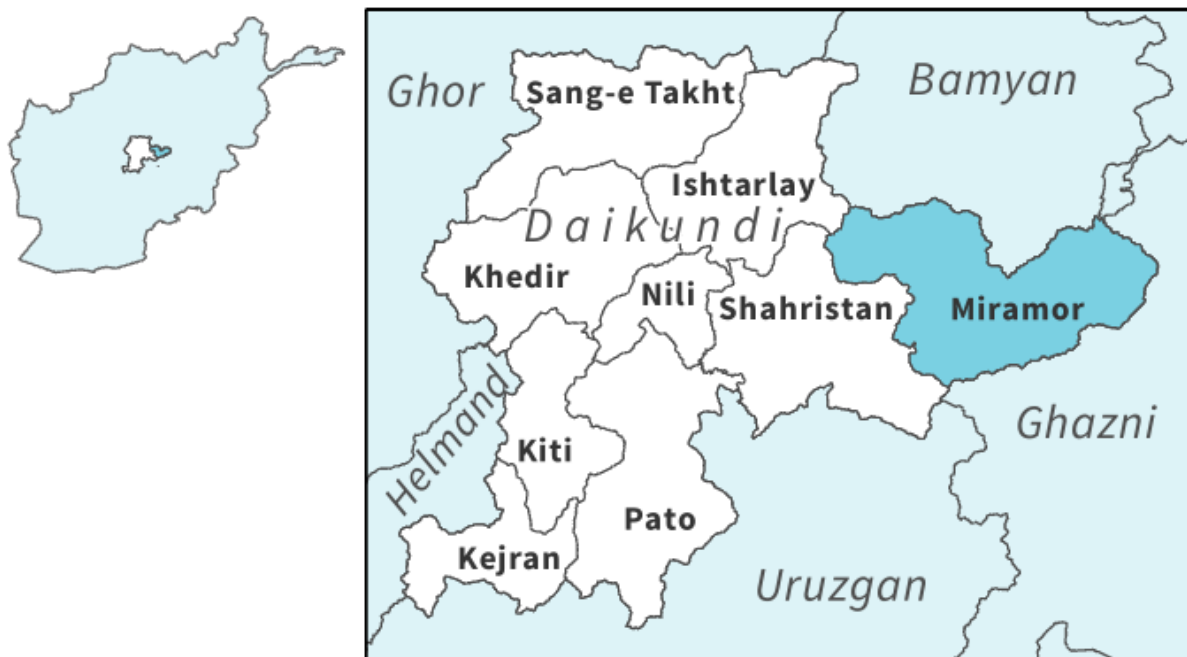 Ghor
Bamyan
Sang-e Takht
Ishtarlay
Daikundi
Khedir
Nili
Shahristan
Miramor
Helmand
Ghazni
Kiti
Pato
Kejran
Uruzgan